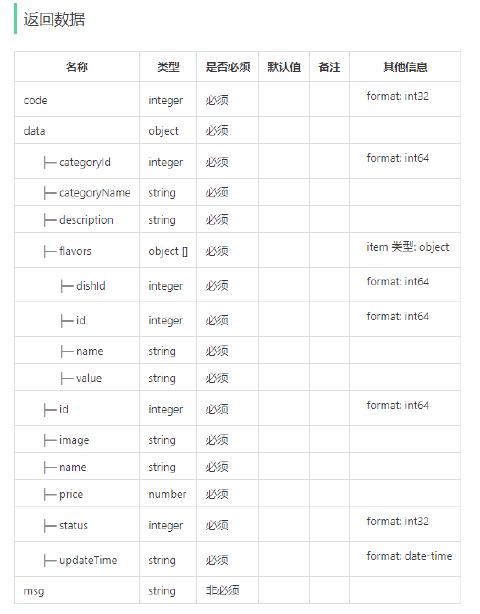 返回数据
名称 类型 是否必须 默认值 备注 其他信息
code integer 必须 format: int32
data object 必须
├─ categoryId integer 必须 format: int64
├─ categoryName string 必须
├─ description string 必须
├─ flavors object [] 必须 item 类型: object
├─ dishId integer 必须 format: int64
├─ id integer 必须 format: int64
├─ name string 必须
├─ value string 必须
├─ id integer 必须 format: int64
├─ image string 必须
├─ name string 必须
├─ price number 必须
├─ status integer 必须 format: int32
├─ updateTime string 必须 format: date-time
msg string 非必须